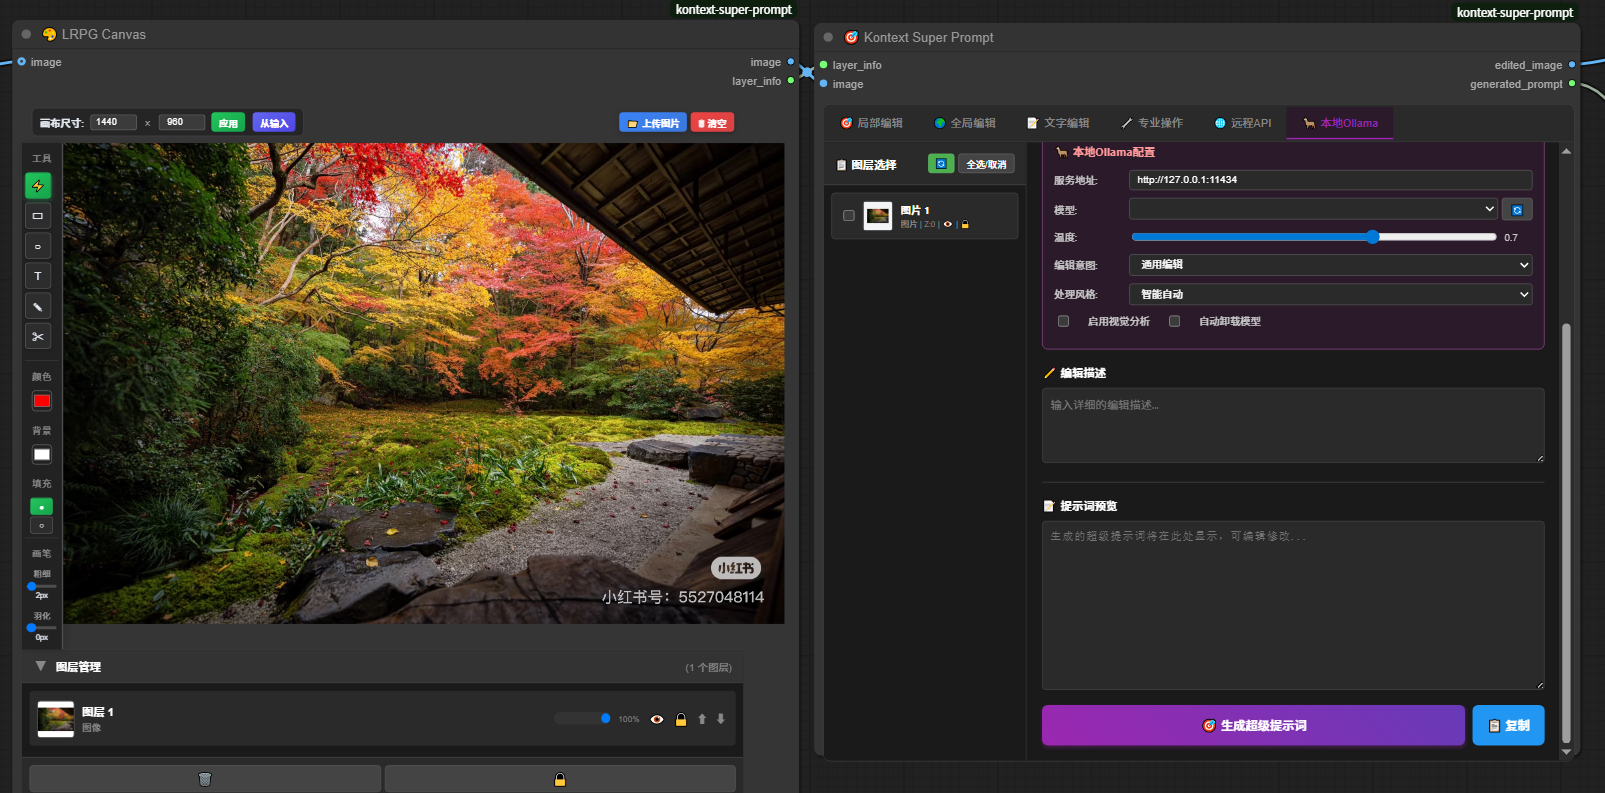 kontext-super-prompt
LRPG Canvas
image
image
layer_info
画布尺寸:
1440
x
960
应用
从输入
上传图片
清空
工具
T
颜色
背景
填充
画笔
粗细
2px
羽化
0px
小红书
小红书号：5527048114
图层管理
(1 个图层)
图层 1
图像
100%
kontext-super-prompt
Kontext Super Prompt
layer_info
image
edited_image
generated_prompt
局部编辑
全局编辑
文字编辑
专业操作
远程API
本地Ollama
图层选择
全选/取消
图片 1
图片 | Z:0 |
本地Ollama配置
服务地址:
http://127.0.0.1:11434
模型:
温度:
0.7
编辑意图:
通用编辑
处理风格:
智能自动
启用视觉分析
自动卸载模型
编辑描述
输入详细的编辑描述...
提示词预览
生成的超级提示词将在此处显示，可编辑修改...
生成超级提示词
复制